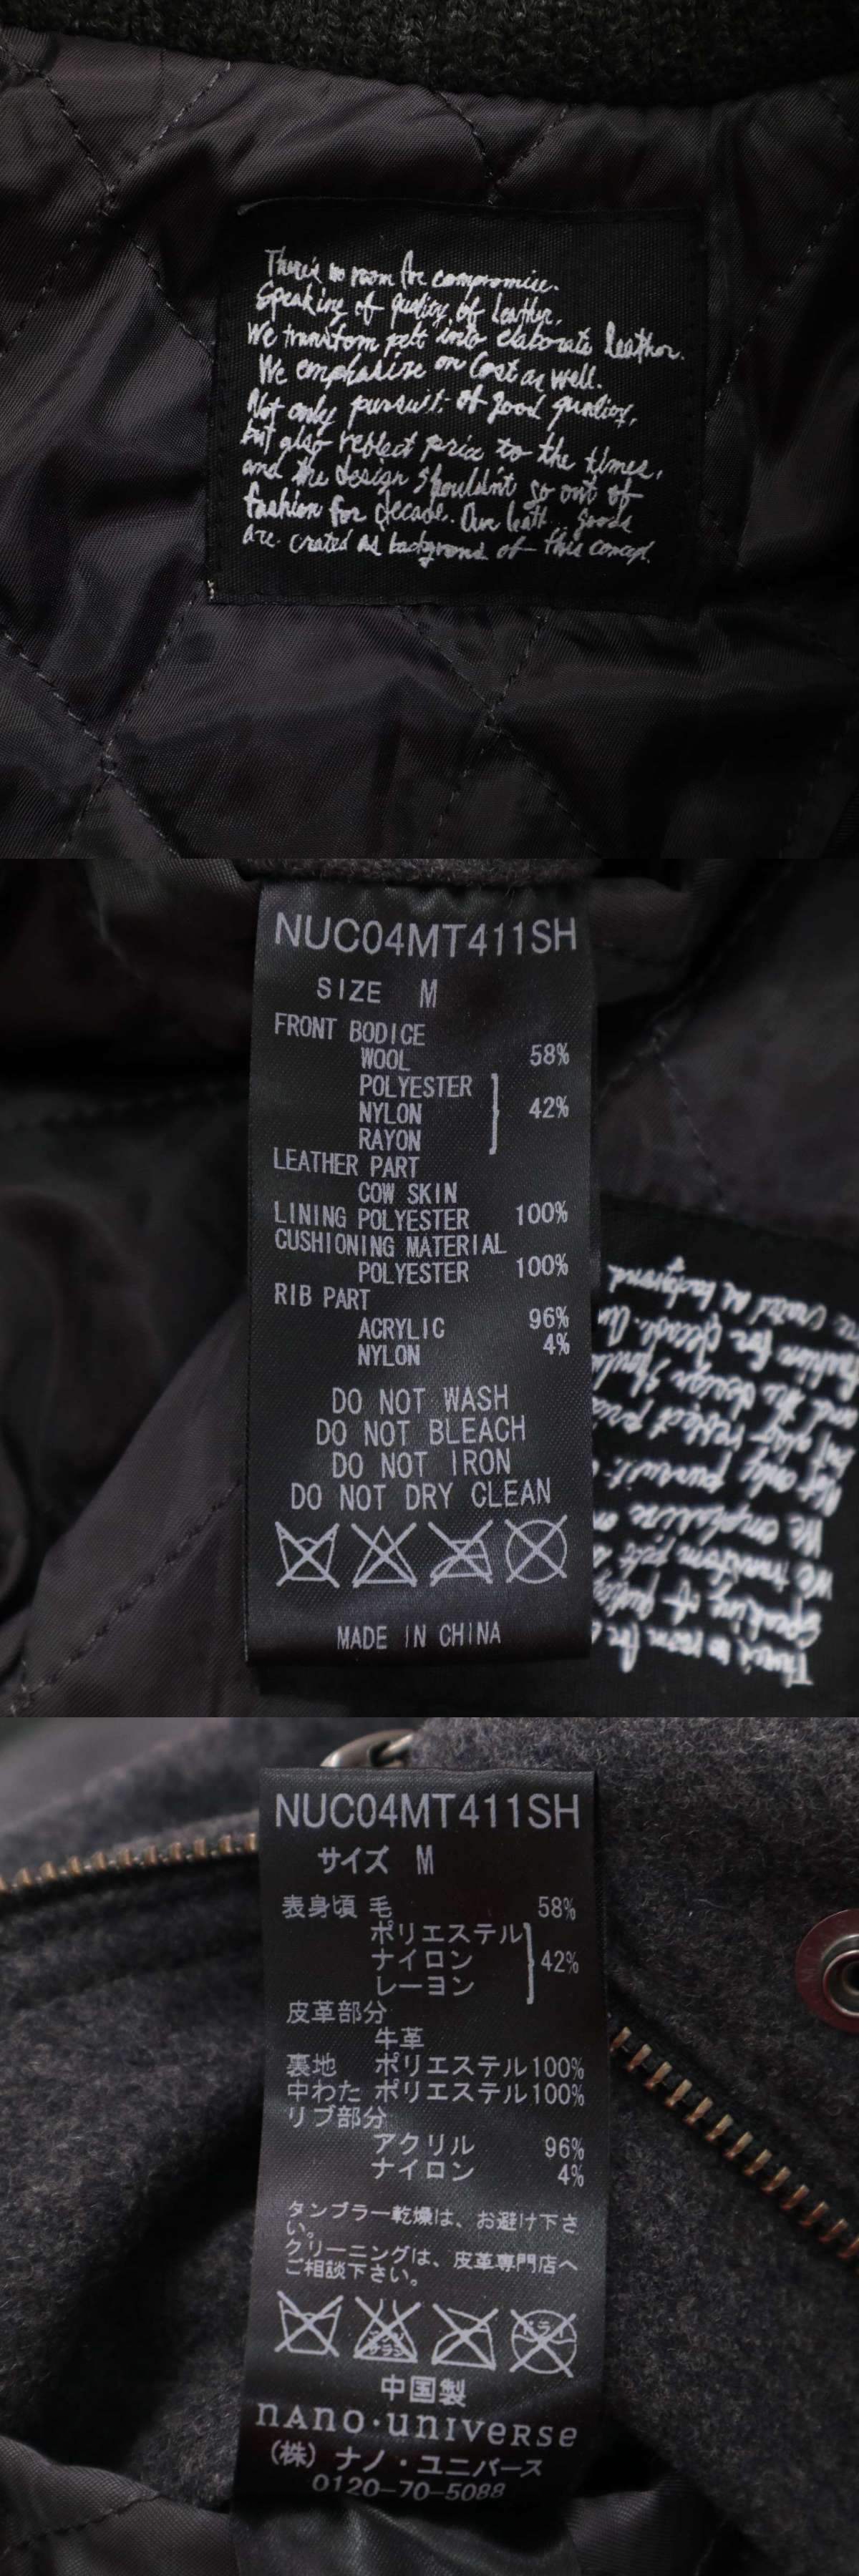 There's no room for compromise.
Speaking of quality of leather,
We transtom pelt into elaborate leather.
We emphasize on Cost as well.
Not only pursuit of good quality,
but also reflect price to the times,
and the design shouldn't go out of
fashion for decade. Our leath goods
are crated as background of this concept.
NUC04MT411SH
SIZE M
FRONT BODICE
WOOL 58%
POLYESTER
NYLON 42%
RAYON
LEATHER PART
COW SKIN
LINING POLYESTER 100%
CUSHIONING MATERIAL
POLYESTER 100%
RIB PART
ACRYLIC 96%
NYLON 4%
DO NOT WASH
DO NOT BLEACH
DO NOT IRON
DO NOT DRY CLEAN
MADE IN CHINA
NUC04MT411SH
サイズ M
表身頃 毛 58%
ポリエステル
ナイロン 42%
レーヨン
皮革部分
牛革
裏地 ポリエステル100%
中わた ポリエステル100%
リブ部分
アクリル 96%
ナイロン 4%
タンブラー乾燥は、お避け下さ
い。
クリーニングは、皮革専門店へ
ご相談下さい。
エンソ
サラシ
ドライ
中国製
nano・universe
(株) ナノ・ユニバース
0120-70-5088